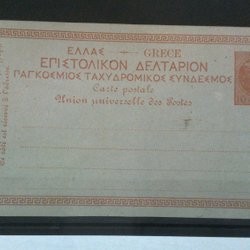 ΕΛΛΑΣ — GRECE
ΕΠΙΣΤΟΛΙΚΟΝ ΔΕΛΤΑΡΙΟΝ
ΠΑΓΚΟΣΜΙΟΣ ΤΑΧΥΔΡΟΜΙΚΟΣ ΣΥΝΔΕΣΜΟΣ
Carte postale
Union universelle des Postes